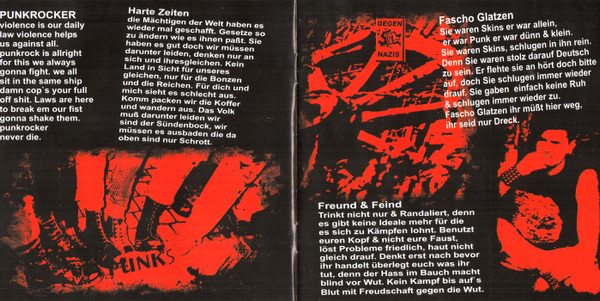 PUNKROCKER
violence is our daily
law violence helps
us against all.
punkrock is allright
for this we always
gonna fight. we all
sit in the same ship
damn cop´s your full
off shit. Laws are here
to break em our fist
gonna shake them.
punkrocker
never die.
Harte Zeiten
die Mächtigen der Welt haben es
wieder mal geschafft. Gesetze so
zu ändern wie es ihnen paßt. Sie
haben es gut doch wir müssen
darunter leiden, denken nur an
sich und ihresgleichen. Kein
Land in Sicht für unseres
gleichen, nur für die Bonzen
und die Reichen. Für dich und
mich sieht es schlecht aus.
Komm packen wir die Koffer
und wandern aus. Das Volk
muß darunter leiden wir
sind der Sündenbock, wir
müssen es ausbaden die da
oben sind nur Schrott.
PUNKS
GEGEN
NAZIS
Fascho Glatzen
Sie waren Skins er war allein,
er war Punk er war dünn & klein.
Sie waren Skins, schlugen in ihn rein.
Denn Sie waren stolz darauf Deutsch
zu sein. Er flehte sie an hört doch bitte
auf, doch Sie schlugen immer wieder
drauf. Sie gaben einfach keine Ruh
& schlugen immer wieder zu.
Fascho Glatzen ihr müßt hier weg,
ihr seid nur Dreck.
Freund & Feind
Trinkt nicht nur & Randaliert, denn
es gibt keine Ideale mehr für die
es sich zu Kämpfen lohnt. Benutzt
euren Kopf & nicht eure Faust,
löst Probleme friedlich, haut nicht
gleich drauf. Denkt erst nach bevor
ihr handelt überlegt euch was ihr
tut, denn der Hass im Bauch macht
blind vor Wut. Kein Kampf bis auf´s
Blut mit Freudschaft gegen die Wut.